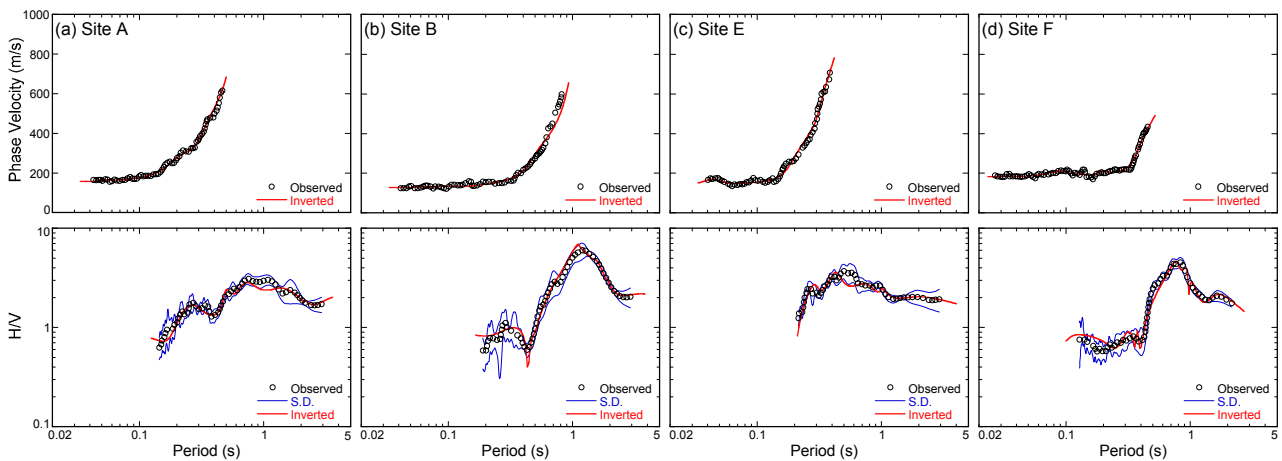 (a) Site A
(b) Site B
(c) Site E
(d) Site F
Phase Velocity (m/s)
1000
800
600
400
200
0
Observed
Inverted
Observed
Inverted
Observed
Inverted
Observed
Inverted
H/V
10
1
0.1
Observed
S.D.
Inverted
Observed
S.D.
Inverted
Observed
S.D.
Inverted
Observed
S.D.
Inverted
0.02 0.1 1 5
0.02 0.1 1 5
0.02 0.1 1 5
0.02 0.1 1 5
Period (s)
Period (s)
Period (s)
Period (s)